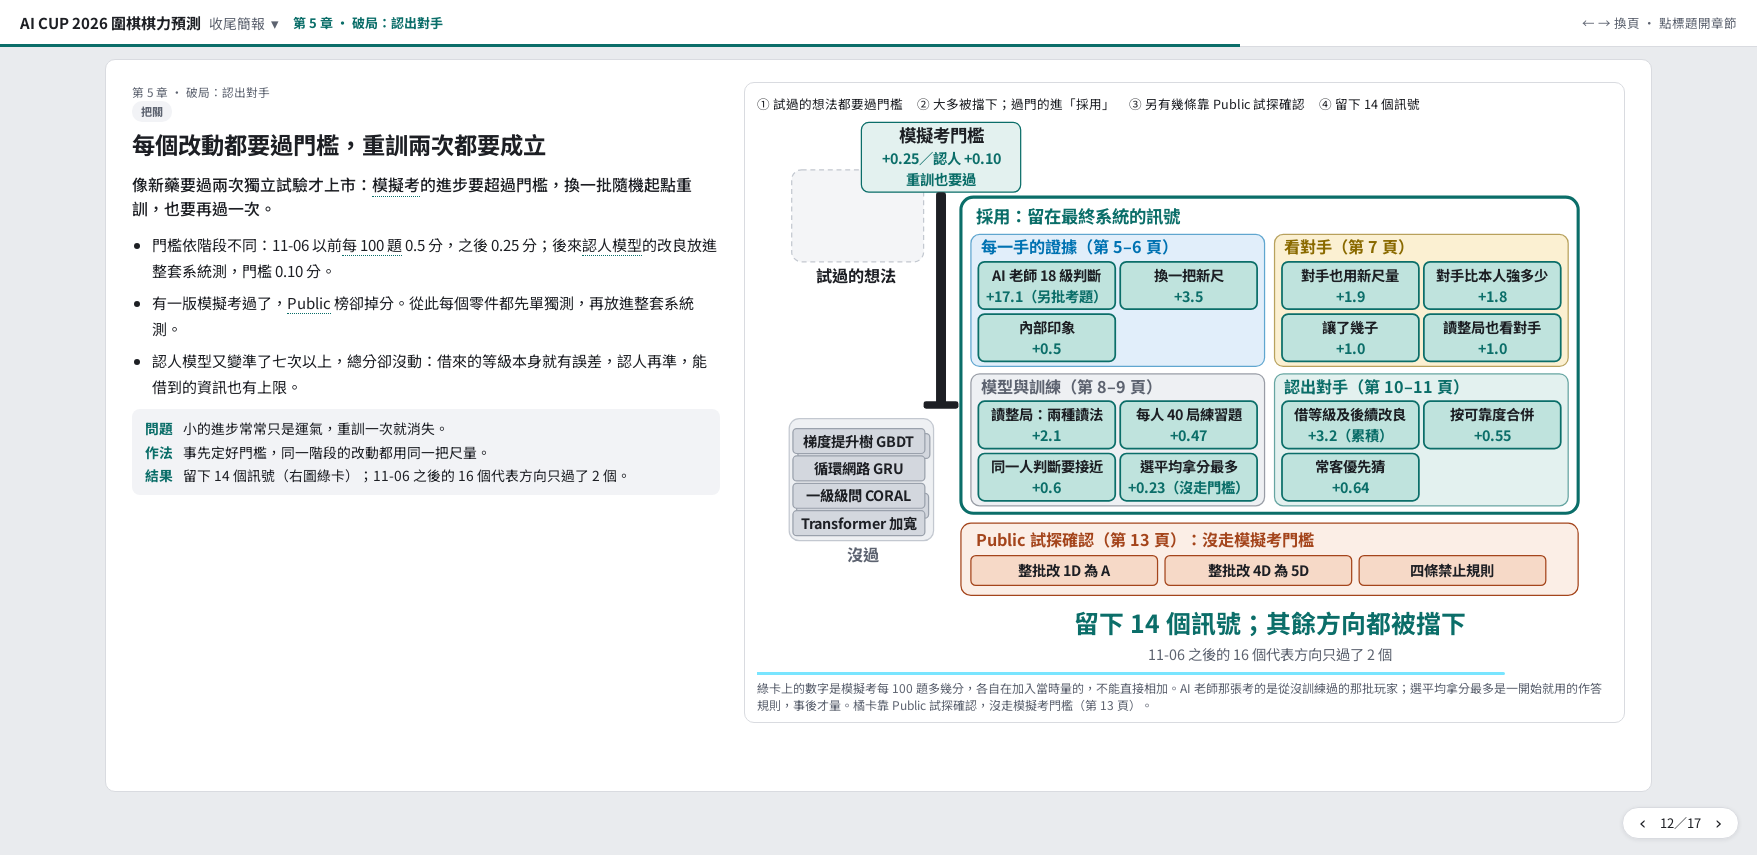 AI CUP 2026 圍棋棋力預測 收尾簡報 ▼ 第 5 章 · 破局：認出對手
← → 換頁 · 點標題開章節
第 5 章 · 破局：認出對手
把關
每個改動都要過門檻，重訓兩次都要成立
像新藥要過兩次獨立試驗才上市：模擬考的進步要超過門檻，換一批隨機起點重
訓，也要再過一次。
• 門檻依階段不同：11-06 以前每 100 題 0.5 分，之後 0.25 分；後來認人模型的改良放進
整套系統測，門檻 0.10 分。
• 有一版模擬考過了，Public 榜卻掉分。從此每個零件都先單獨測，再放進整套系統
測。
• 認人模型又變準了七次以上，總分卻沒動：借來的等級本身就有誤差，認人再準，能
借到的資訊也有上限。
問題 小的進步常常只是運氣，重訓一次就消失。
作法 事先定好門檻，同一階段的改動都用同一把尺量。
結果 留下 14 個訊號（右圖綠卡）；11-06 之後的 16 個代表方向只過了 2 個。
① 試過的想法都要過門檻 ② 大多被擋下；過門的進「採用」 ③ 另有幾條靠 Public 試探確認 ④ 留下 14 個訊號
模擬考門檻
+0.25／認人 +0.10
重訓也要過
試過的想法
採用：留在最終系統的訊號
每一手的證據（第 5–6 頁）
AI 老師 18 級判斷
+17.1（另批考題）
換一把新尺
+3.5
內部印象
+0.5
看對手（第 7 頁）
對手也用新尺量
+1.9
對手比本人強多少
+1.8
讓了幾子
+1.0
讀整局也看對手
+1.0
模型與訓練（第 8–9 頁）
讀整局：兩種讀法
+2.1
每人 40 局練習題
+0.47
同一人判斷要接近
+0.6
選平均拿分最多
+0.23（沒走門檻）
認出對手（第 10–11 頁）
借等級及後續改良
+3.2（累積）
按可靠度合併
+0.55
常客優先猜
+0.64
梯度提升樹 GBDT
循環網路 GRU
一級級問 CORAL
Transformer 加寬
沒過
Public 試探確認（第 13 頁）：沒走模擬考門檻
整批改 1D 為 A
整批改 4D 為 5D
四條禁止規則
留下 14 個訊號；其餘方向都被擋下
11-06 之後的 16 個代表方向只過了 2 個
綠卡上的數字是模擬考每 100 題多幾分，各自在加入當時量的，不能直接相加。AI 老師那張考的是從沒訓練過的那批玩家；選平均拿分最多是一開始就用的作答
規則，事後才量。橘卡靠 Public 試探確認，沒走模擬考門檻（第 13 頁）。
‹ 12／17 ›